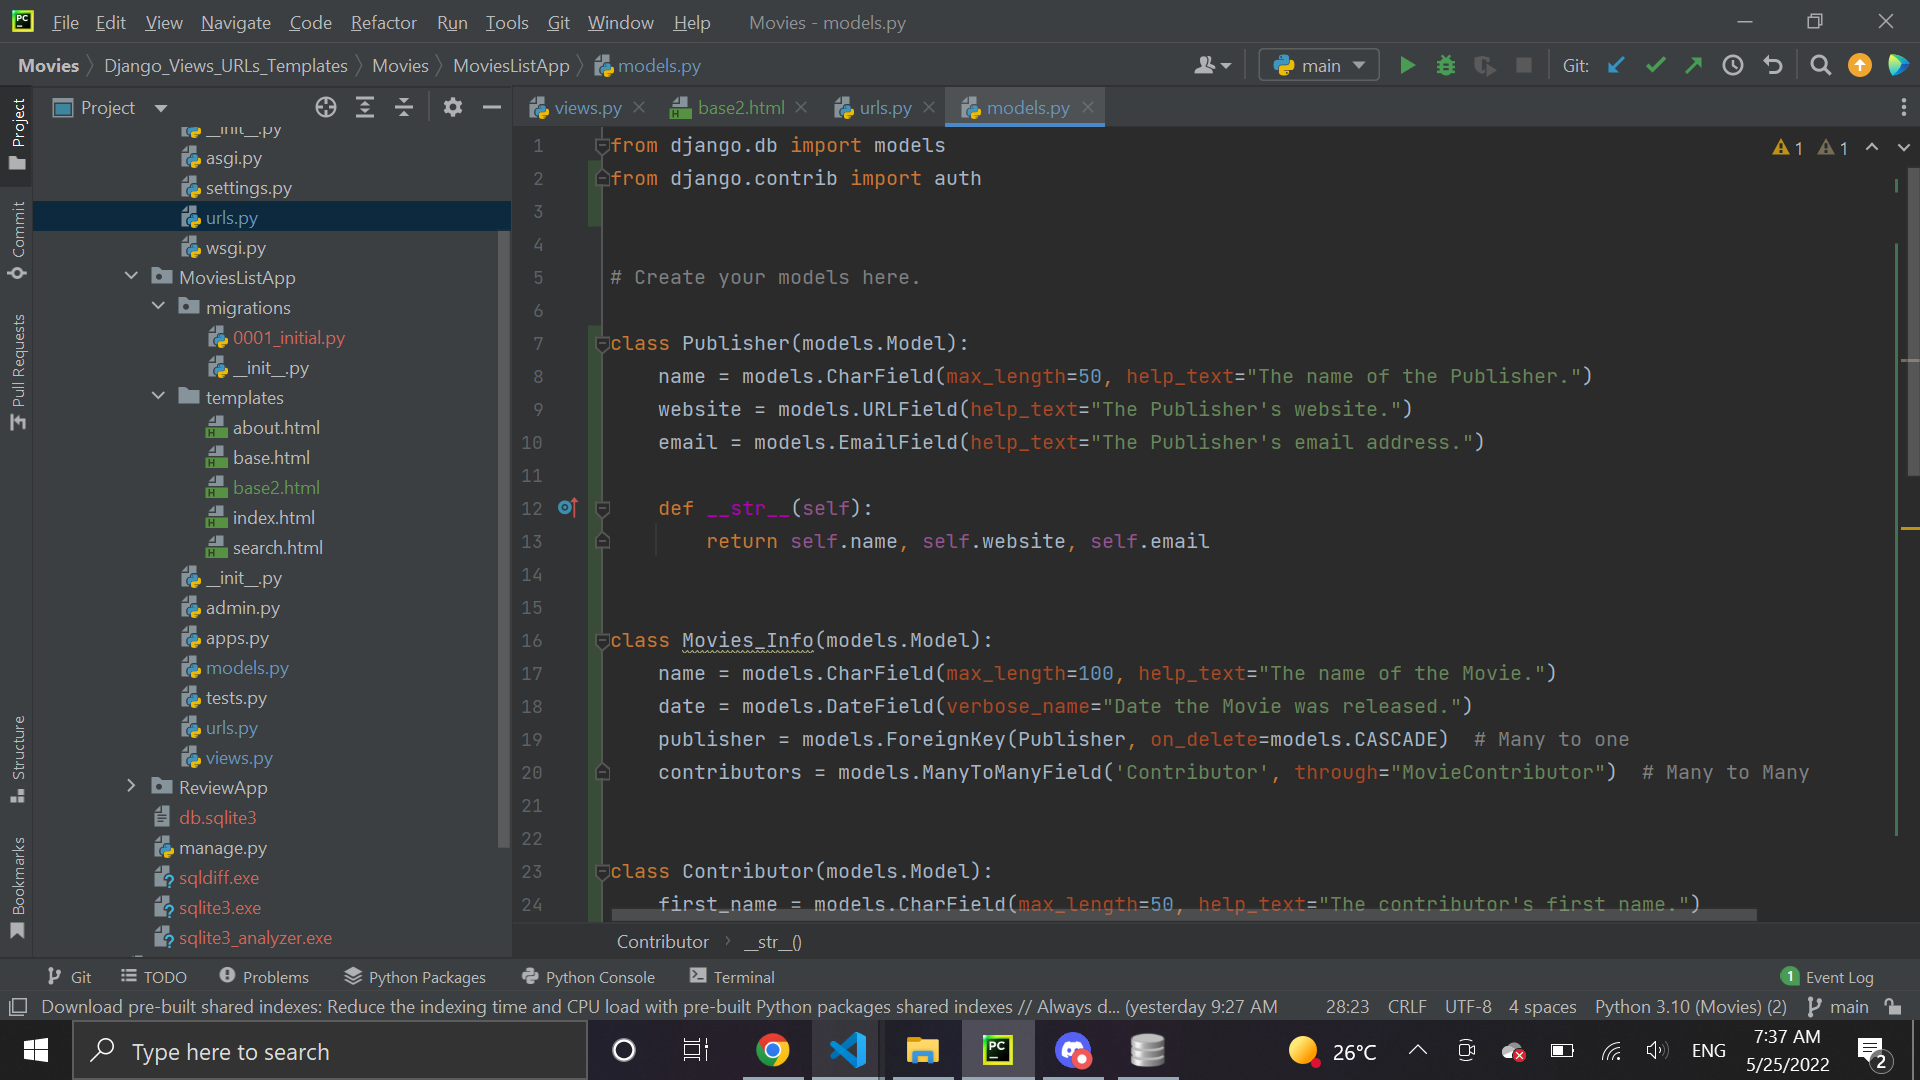 PC File Edit View Navigate Code Refactor Run Tools Git Window Help Movies - models.py
Movies Django_Views_URLs_Templates Movies MoviesListApp models.py main Git:
Project
views.py base2.html urls.py models.py
Project
Commit
Pull Requests
Structure
Bookmarks
__init__.py
asgi.py
settings.py
urls.py
wsgi.py
MoviesListApp
migrations
0001_initial.py
__init__.py
templates
about.html
base.html
base2.html
index.html
search.html
__init__.py
admin.py
apps.py
models.py
tests.py
urls.py
views.py
ReviewApp
db.sqlite3
manage.py
sqldiff.exe
sqlite3.exe
sqlite3_analyzer.exe
1 1
1 from django.db import models
2 from django.contrib import auth
3
4
5 # Create your models here.
6
7 class Publisher(models.Model):
8 name = models.CharField(max_length=50, help_text="The name of the Publisher.")
9 website = models.URLField(help_text="The Publisher's website.")
10 email = models.EmailField(help_text="The Publisher's email address.")
11
12 def __str__(self):
13 return self.name, self.website, self.email
14
15
16 class Movies_Info(models.Model):
17 name = models.CharField(max_length=100, help_text="The name of the Movie.")
18 date = models.DateField(verbose_name="Date the Movie was released.")
19 publisher = models.ForeignKey(Publisher, on_delete=models.CASCADE) # Many to one
20 contributors = models.ManyToManyField('Contributor', through="MovieContributor") # Many to Many
21
22
23 class Contributor(models.Model):
24 first_name = models.CharField(max_length=50, help_text="The contributor's first name.")
Contributor __str__()
Git TODO Problems Python Packages Python Console Terminal 1 Event Log
Download pre-built shared indexes: Reduce the indexing time and CPU load with pre-built Python packages shared indexes // Always d... (yesterday 9:27 AM 28:23 CRLF UTF-8 4 spaces Python 3.10 (Movies) (2) main
Type here to search PC 26°C ENG 7:37 AM
5/25/2022 2